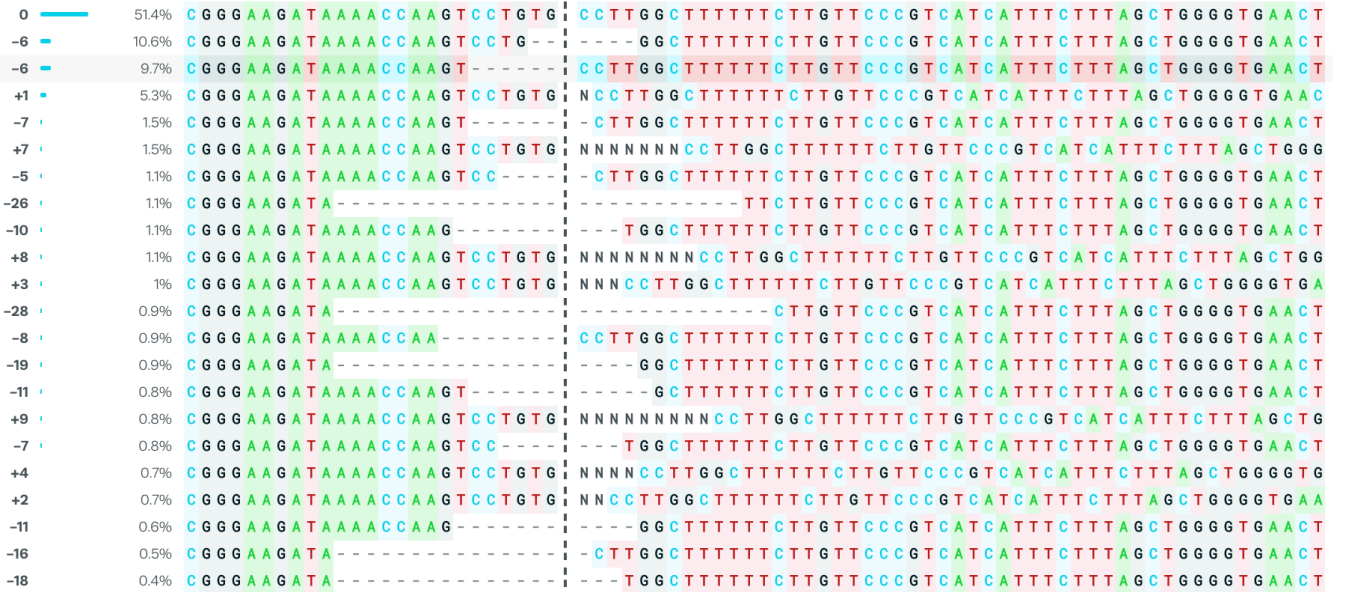 0 51.4% CGGGAAGATAAAACCAAGTCCTGTG CCTTGGCTTTTTTCTTGTTCCCGTCATCATTTCTTTAGCTGGGGTGAACT
−6 10.6% CGGGAAGATAAAACCAAGTCCTG-- ----GGCTTTTTTCTTGTTCCCGTCATCATTTCTTTAGCTGGGGTGAACT
−6 9.7% CGGGAAGATAAAACCAAGT------ CCTTGGCTTTTTTCTTGTTCCCGTCATCATTTCTTTAGCTGGGGTGAACT
+1 5.3% CGGGAAGATAAAACCAAGTCCTGTG NCCTTGGCTTTTTTCTTGTTCCCGTCATCATTTCTTTAGCTGGGGTGAAC
−7 1.5% CGGGAAGATAAAACCAAGT------ -CTTGGCTTTTTTCTTGTTCCCGTCATCATTTCTTTAGCTGGGGTGAACT
+7 1.5% CGGGAAGATAAAACCAAGTCCTGTG NNNNNNNCCTTGGCTTTTTTCTTGTTCCCGTCATCATTTCTTTAGCTGGG
−5 1.1% CGGGAAGATAAAACCAAGTCC---- -CTTGGCTTTTTTCTTGTTCCCGTCATCATTTCTTTAGCTGGGGTGAACT
−26 1.1% CGGGAAGATA--------------- -----------TTCTTGTTCCCGTCATCATTTCTTTAGCTGGGGTGAACT
−10 1.1% CGGGAAGATAAAACCAAG------- ---TGGCTTTTTTCTTGTTCCCGTCATCATTTCTTTAGCTGGGGTGAACT
+8 1.1% CGGGAAGATAAAACCAAGTCCTGTG NNNNNNNNCCTTGGCTTTTTTCTTGTTCCCGTCATCATTTCTTTAGCTGG
+3 1% CGGGAAGATAAAACCAAGTCCTGTG NNNCCTTGGCTTTTTTCTTGTTCCCGTCATCATTTCTTTAGCTGGGGTGA
−28 0.9% CGGGAAGATA--------------- -------------CTTGTTCCCGTCATCATTTCTTTAGCTGGGGTGAACT
−8 0.9% CGGGAAGATAAAACCAA-------- CCTTGGCTTTTTTCTTGTTCCCGTCATCATTTCTTTAGCTGGGGTGAACT
−19 0.9% CGGGAAGATA--------------- ----GGCTTTTTTCTTGTTCCCGTCATCATTTCTTTAGCTGGGGTGAACT
−11 0.8% CGGGAAGATAAAACCAAGT------ -----GCTTTTTTCTTGTTCCCGTCATCATTTCTTTAGCTGGGGTGAACT
+9 0.8% CGGGAAGATAAAACCAAGTCCTGTG NNNNNNNNNCCTTGGCTTTTTTCTTGTTCCCGTCATCATTTCTTTAGCTG
−7 0.8% CGGGAAGATAAAACCAAGTCC---- ---TGGCTTTTTTCTTGTTCCCGTCATCATTTCTTTAGCTGGGGTGAACT
+4 0.7% CGGGAAGATAAAACCAAGTCCTGTG NNNNCCTTGGCTTTTTTCTTGTTCCCGTCATCATTTCTTTAGCTGGGGTG
+2 0.7% CGGGAAGATAAAACCAAGTCCTGTG NNCCTTGGCTTTTTTCTTGTTCCCGTCATCATTTCTTTAGCTGGGGTGAA
−11 0.6% CGGGAAGATAAAACCAAG------- ----GGCTTTTTTCTTGTTCCCGTCATCATTTCTTTAGCTGGGGTGAACT
−16 0.5% CGGGAAGATA--------------- -CTTGGCTTTTTTCTTGTTCCCGTCATCATTTCTTTAGCTGGGGTGAACT
−18 0.4% CGGGAAGATA--------------- ---TGGCTTTTTTCTTGTTCCCGTCATCATTTCTTTAGCTGGGGTGAACT